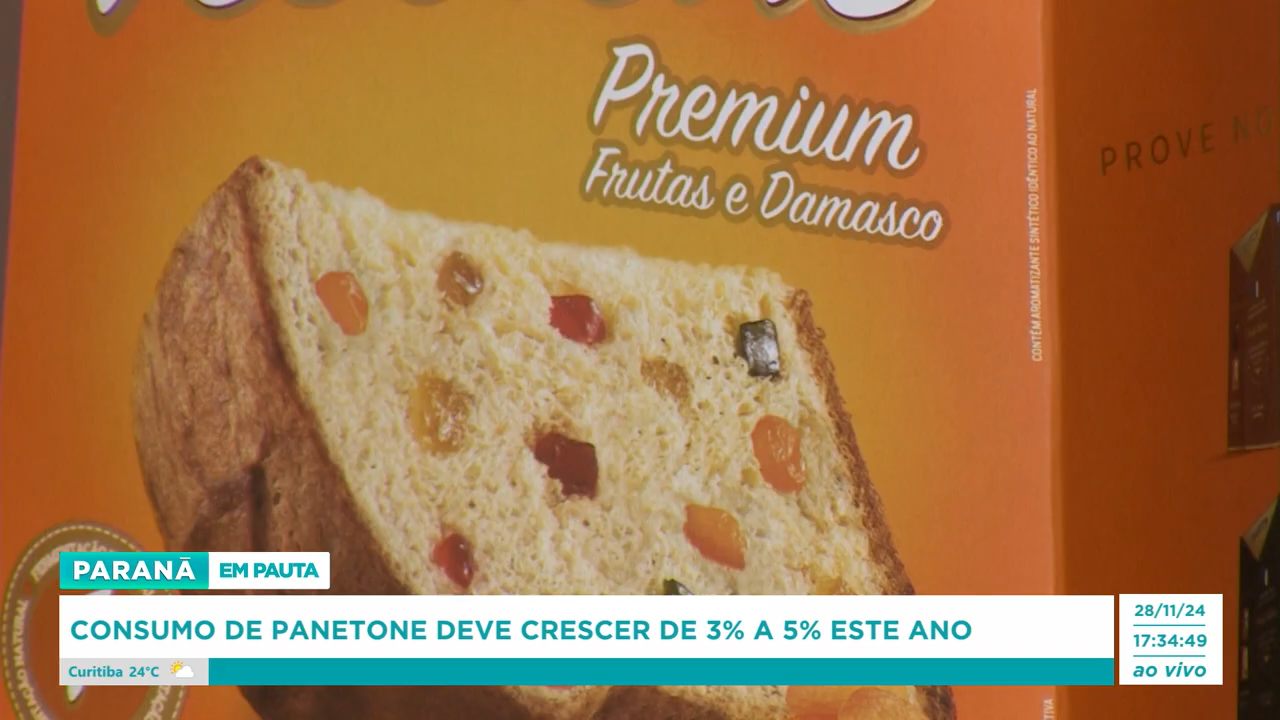 Premium
Frutas e Damasco
CONTÉM AROMATIZANTE SINTÉTICO IDÊNTICO AO NATURAL
PROVE
PARANÁ EM PAUTA
CONSUMO DE PANETONE DEVE CRESCER DE 3% A 5% ESTE ANO
Curitiba 24°C
28/11/24
17:34:49
ao vivo